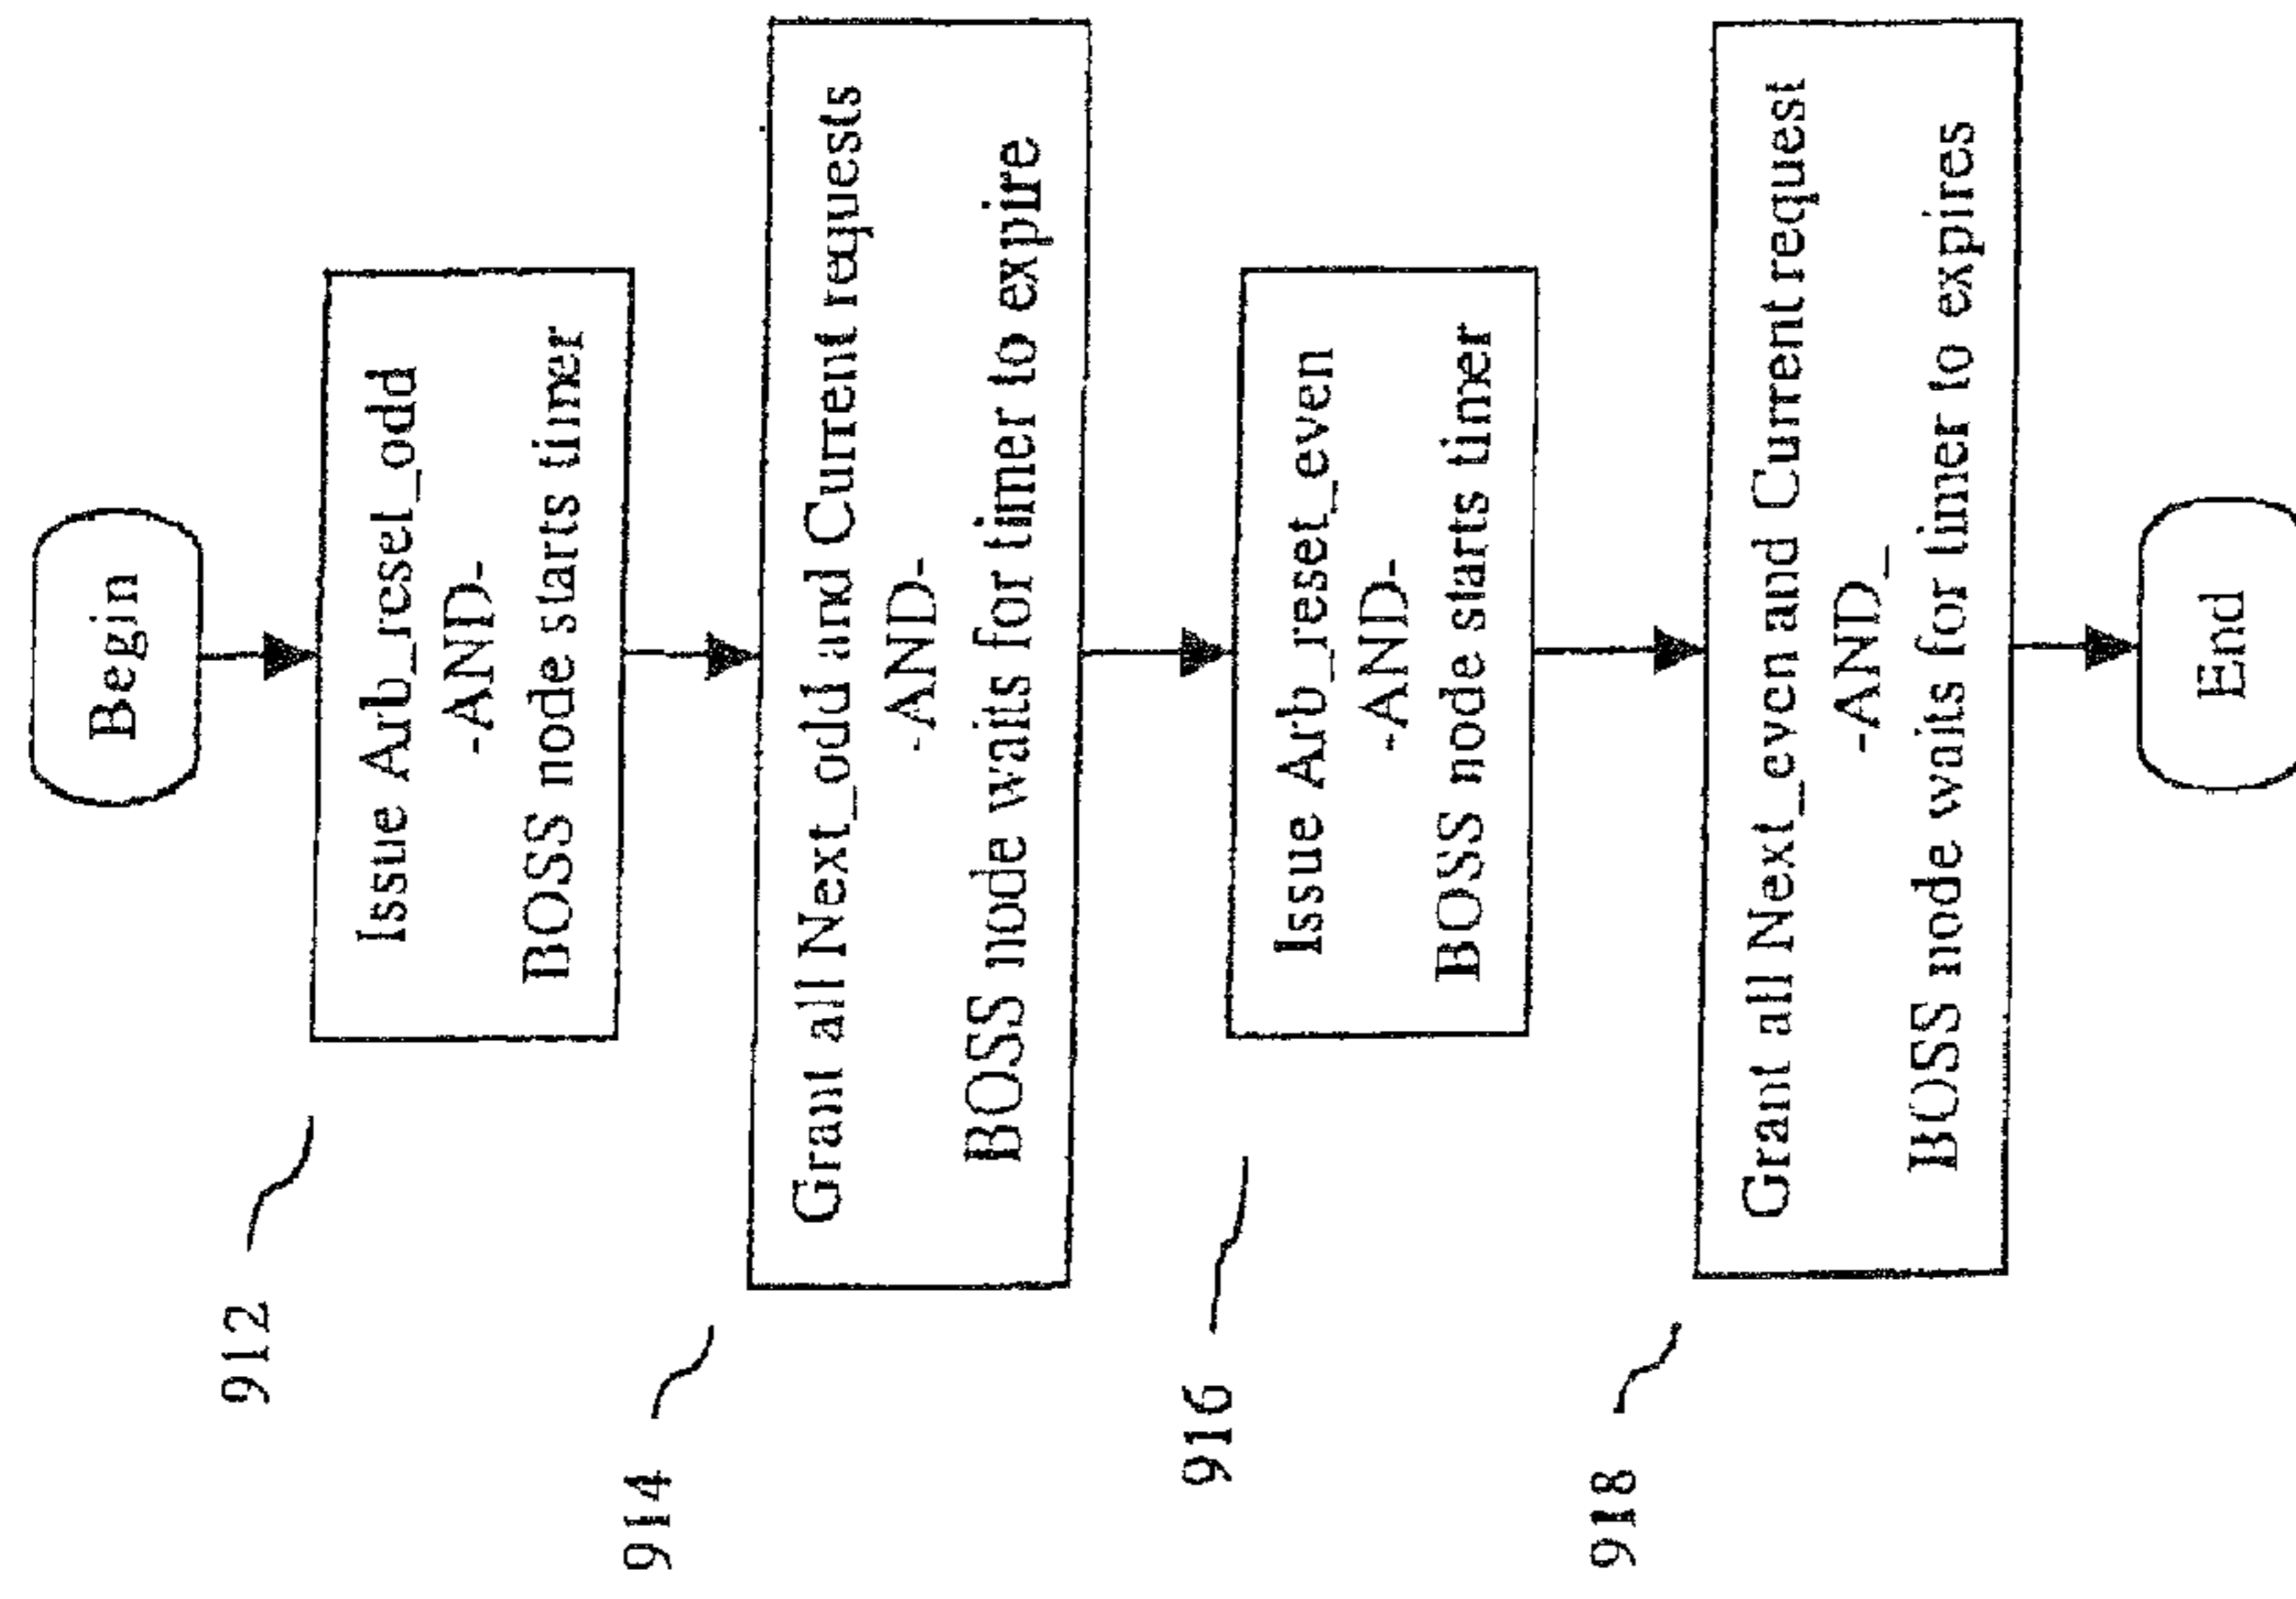 Begin
912
Issue Arb_reset_odd
-AND-
BOSS node starts timer
914
Grant all Next_odd and Current requests
-AND-
BOSS node waits for timer to expire
916
Issue Arb_reset_even
-AND-
BOSS node starts timer
918
Grant all Next_even and Current request
-AND_
BOSS node waits for timer to expires
End